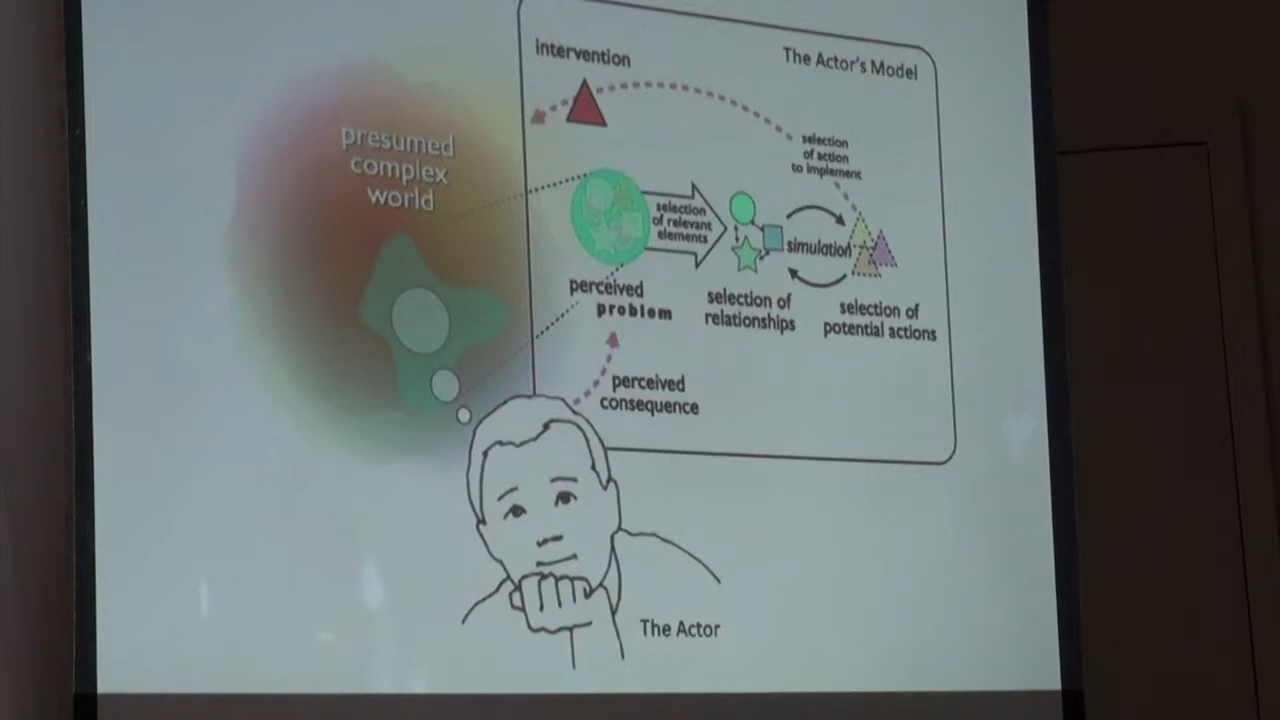 intervention
The Actor's Model
presumed
complex
world
selection
of action
to implement
selection
of relevant
elements
simulation
perceived
problem
selection of
relationships
selection of
potential actions
perceived
consequence
The Actor